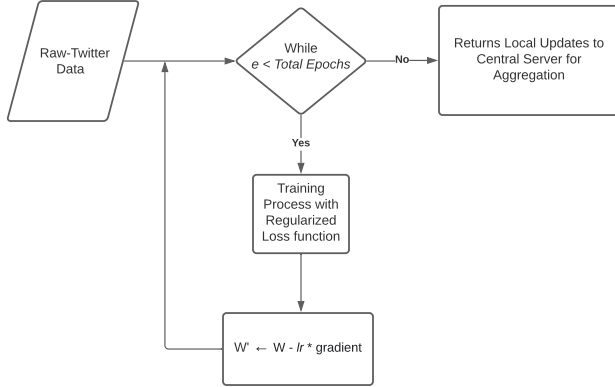 Raw-Twitter
Data
While
e < Total Epochs
No
Returns Local Updates to
Central Server for
Aggregation
Yes
Training
Process with
Regularized
Loss function
W' ← W - lr * gradient